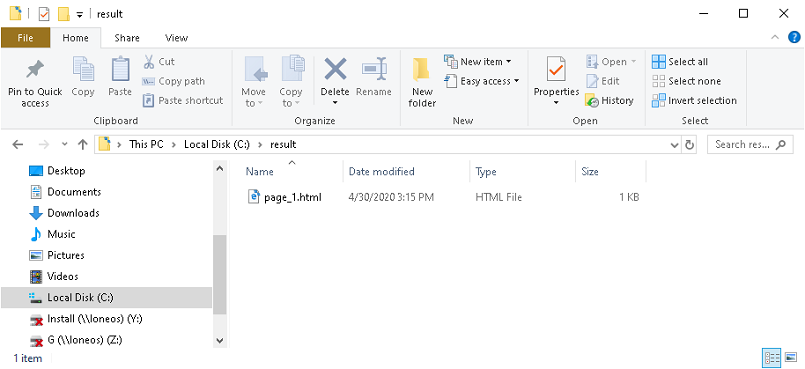 result
File Home Share View
Pin to Quick access
Copy
Paste
Cut
Copy path
Paste shortcut
Clipboard
Move to
Copy to
Delete
Rename
Organize
New folder
New item
Easy access
New
Properties
Open
Edit
History
Open
Select all
Select none
Invert selection
Select
This PC > Local Disk (C:) > result
Search res...
Desktop
Documents
Downloads
Music
Pictures
Videos
Local Disk (C:)
Install (\\loneos) (Y:)
G (\\loneos) (Z:)
Name Date modified Type Size
page_1.html 4/30/2020 3:15 PM HTML File 1 KB
1 item